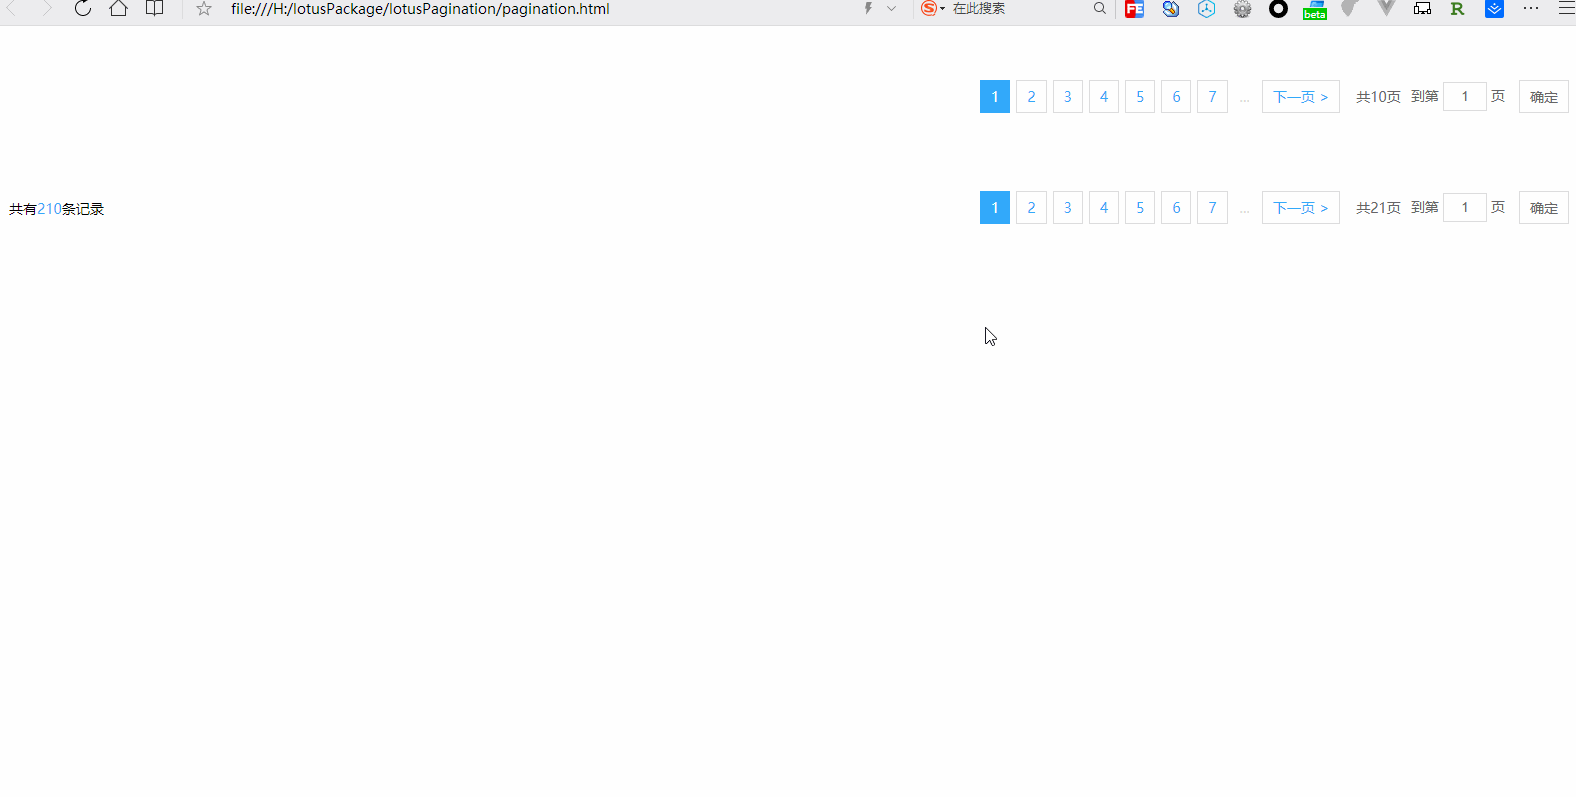 file:///H:/lotusPackage/lotusPagination/pagination.html 在此搜索 FE beta R
1 2 3 4 5 6 7 ... 下一页 > 共10页 到第 1 页 确定
共有210条记录 1 2 3 4 5 6 7 ... 下一页 > 共21页 到第 1 页 确定